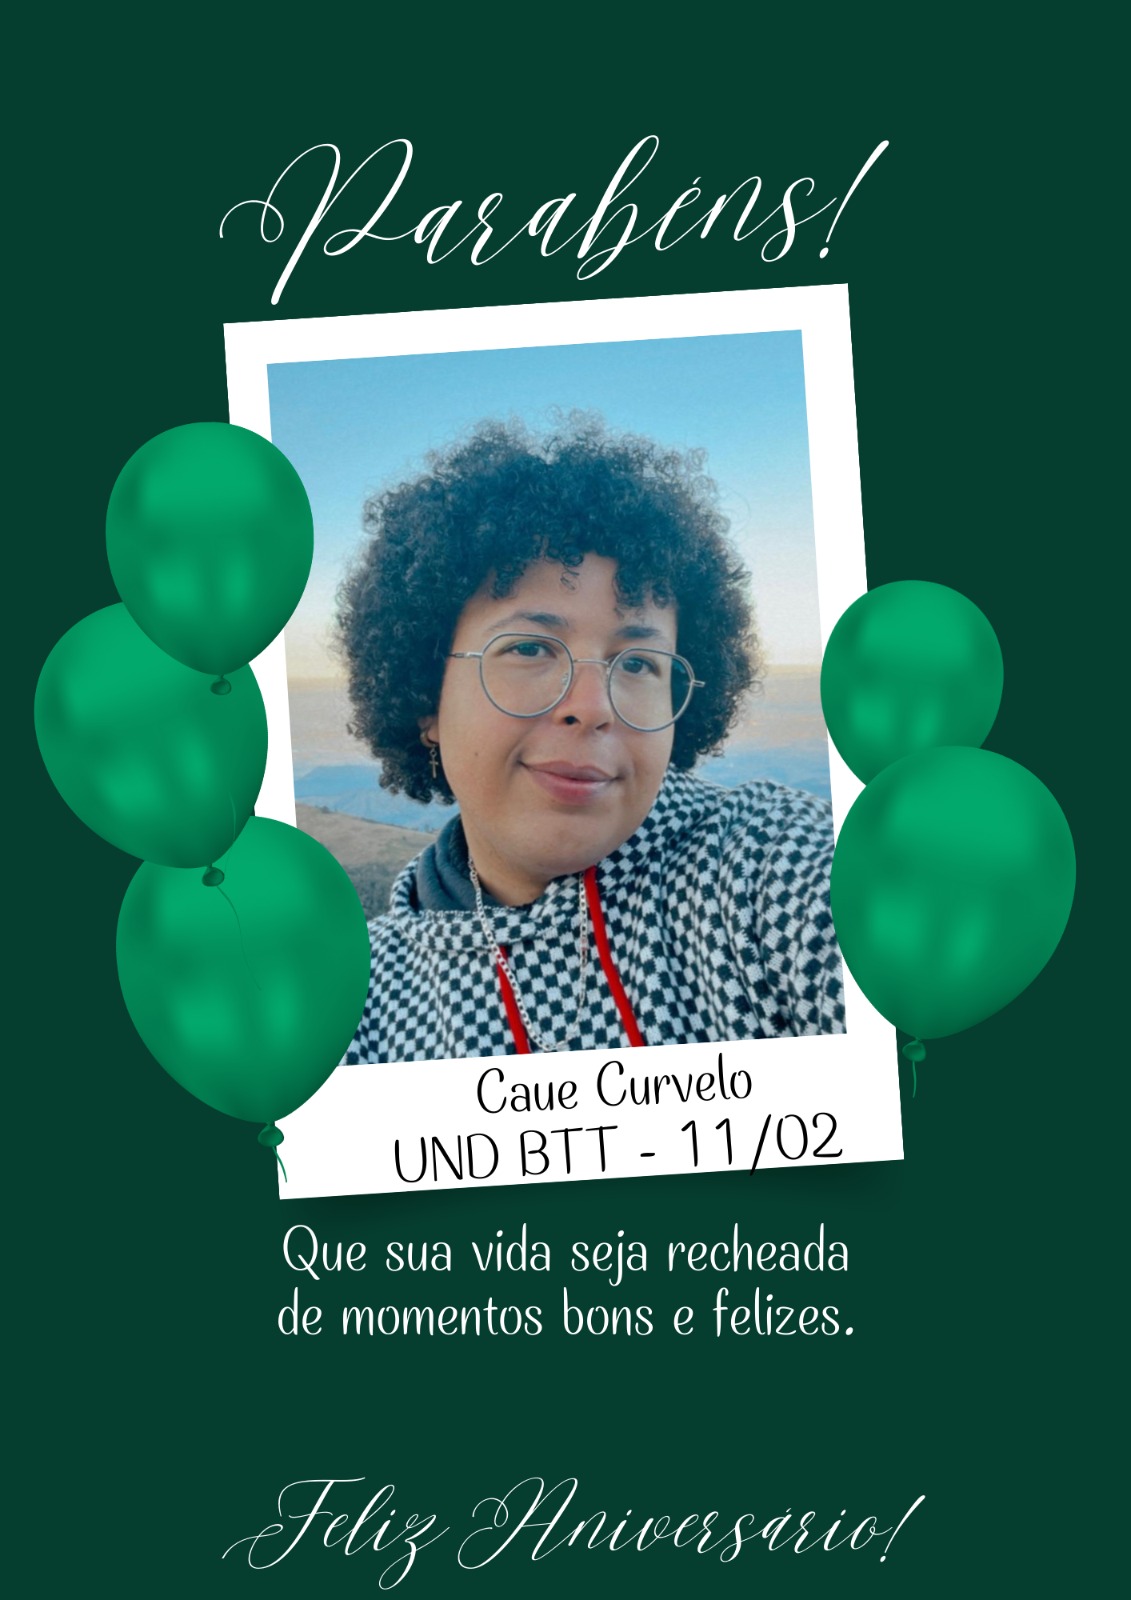 Parabéns!
Caue Curvelo
UND BTT - 11/02
Que sua vida seja recheada
de momentos bons e felizes.
Feliz Aniversário!